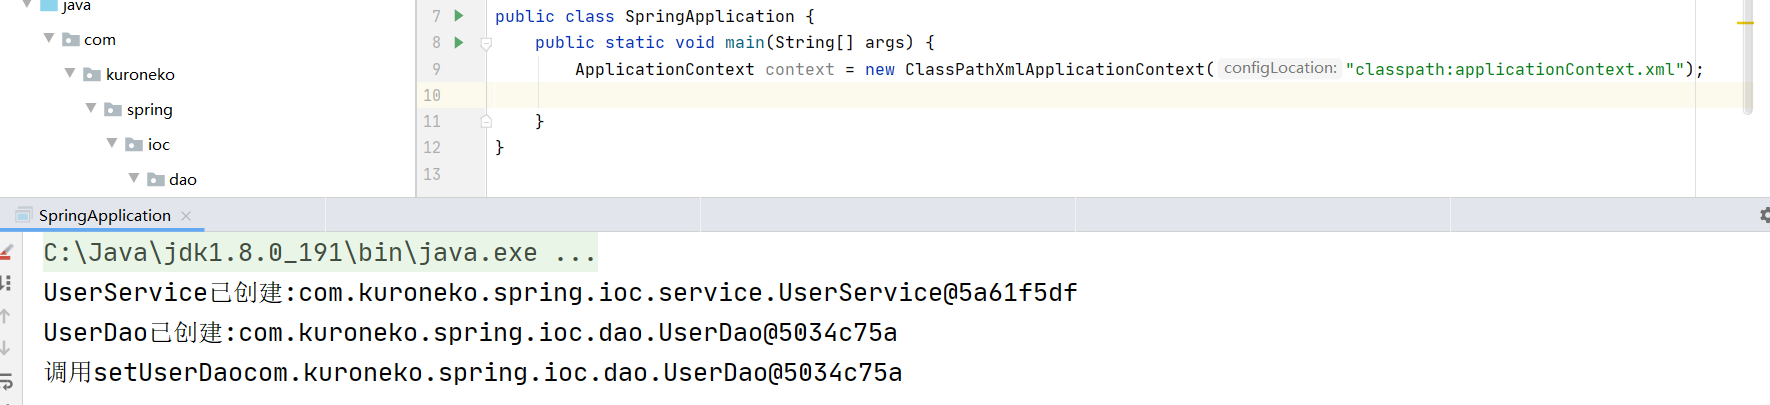 java
com
kuroneko
spring
ioc
dao
7 public class SpringApplication {
8 public static void main(String[] args) {
9 ApplicationContext context = new ClassPathXmlApplicationContext( configLocation: "classpath:applicationContext.xml");
10
11 }
12 }
13
SpringApplication ×
C:\Java\jdk1.8.0_191\bin\java.exe ...
UserService已创建:com.kuroneko.spring.ioc.service.UserService@5a61f5df
UserDao已创建:com.kuroneko.spring.ioc.dao.UserDao@5034c75a
调用setUserDaocom.kuroneko.spring.ioc.dao.UserDao@5034c75a